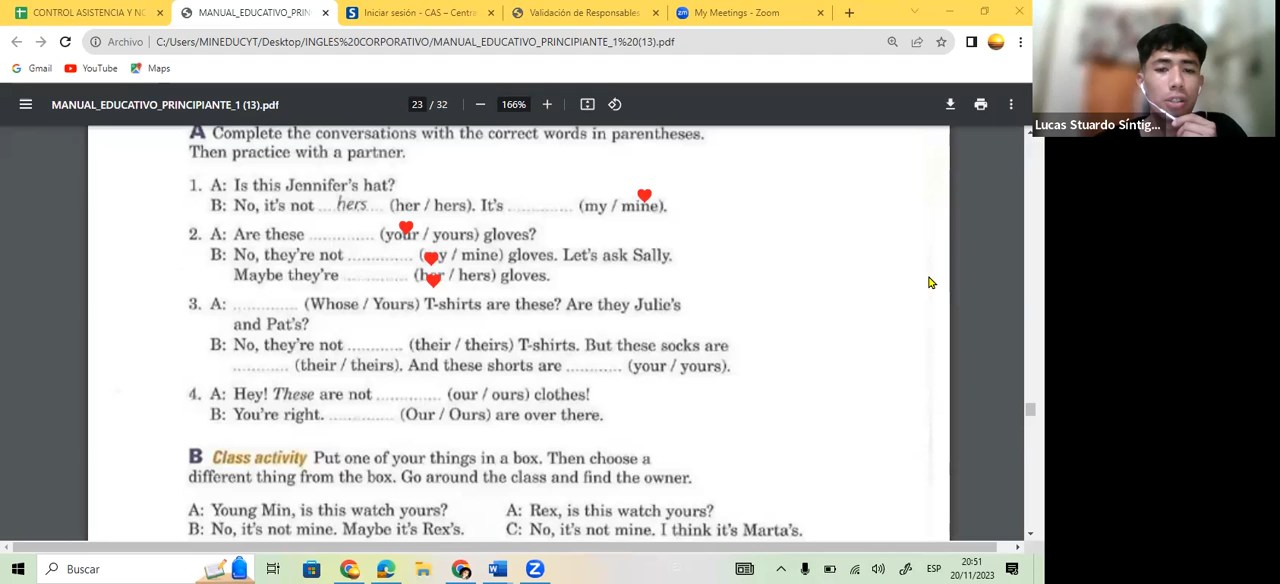 CONTROL ASISTENCIA Y NO
MANUAL_EDUCATIVO_PRIN
Iniciar sesión - CAS – Centra
Validación de Responsables
My Meetings - Zoom
Archivo C:/Users/MINEDUCYT/Desktop/INGLES%20CORPORATIVO/MANUAL_EDUCATIVO_PRINCIPIANTE_1%20(13).pdf
Gmail YouTube Maps
MANUAL_EDUCATIVO_PRINCIPIANTE_1 (13).pdf 23 / 32 166%
Lucas Stuardo Síntig...
A Complete the conversations with the correct words in parentheses.
Then practice with a partner.
1. A: Is this Jennifer's hat?
B: No, it's not ... hers ... (her / hers). It's ............ (my / mine).
2. A: Are these ............ (your / yours) gloves?
B: No, they're not ............ (my / mine) gloves. Let's ask Sally.
Maybe they're ............ (her / hers) gloves.
3. A: ............ (Whose / Yours) T-shirts are these? Are they Julie's
and Pat's?
B: No, they're not ............ (their / theirs) T-shirts. But these socks are
............ (their / theirs). And these shorts are ............ (your / yours).
4. A: Hey! These are not ............ (our / ours) clothes!
B: You're right. ............ (Our / Ours) are over there.
B Class activity Put one of your things in a box. Then choose a
different thing from the box. Go around the class and find the owner.
A: Young Min, is this watch yours?
B: No, it's not mine. Maybe it's Rex's.
A: Rex, is this watch yours?
C: No, it's not mine. I think it's Marta's.
Buscar
ESP
20:51
20/11/2023